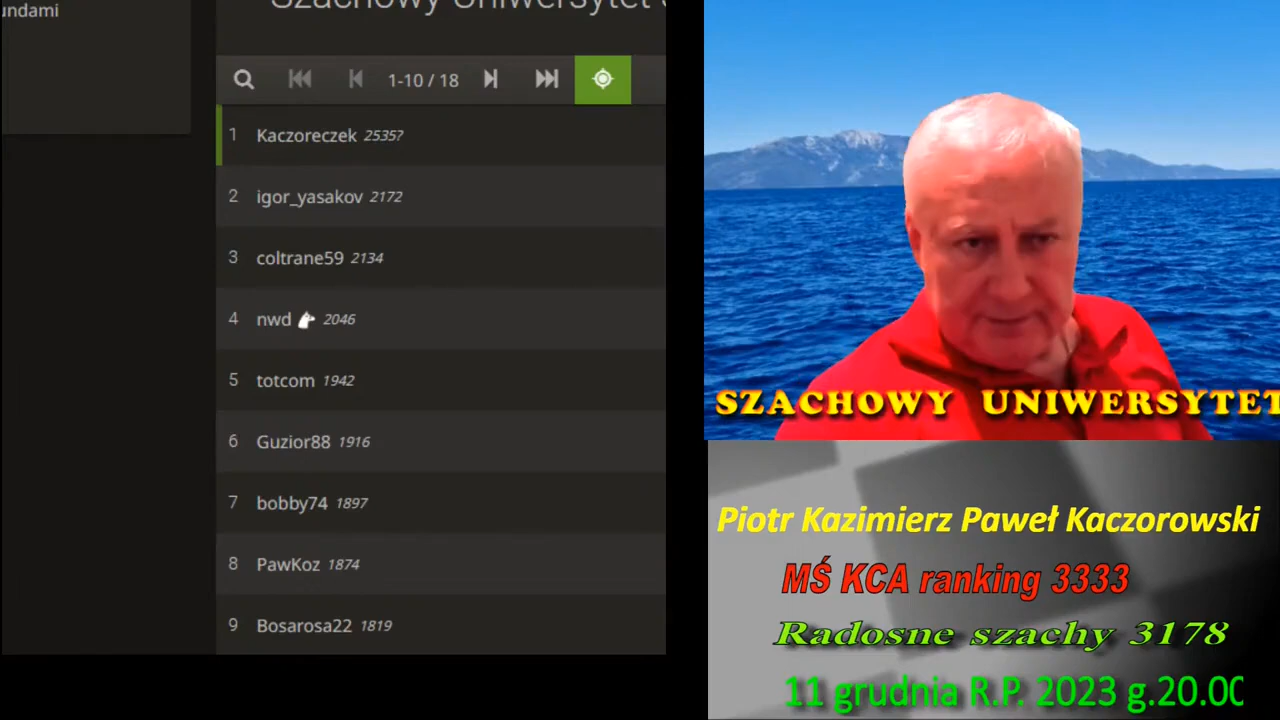 undami
Szachowy Uniwersytet
1-10 / 18
1 Kaczoreczek 2535?
2 igor_yasakov 2172
3 coltrane59 2134
4 nwd 2046
5 totcom 1942
6 Guzior88 1916
7 bobby74 1897
8 PawKoz 1874
9 Bosarosa22 1819
SZACHOWY UNIWERSYTET
Piotr Kazimierz Paweł Kaczorowski
MŚ KCA ranking 3333
Radosne szachy 3178
11 grudnia R.P. 2023 g.20.00